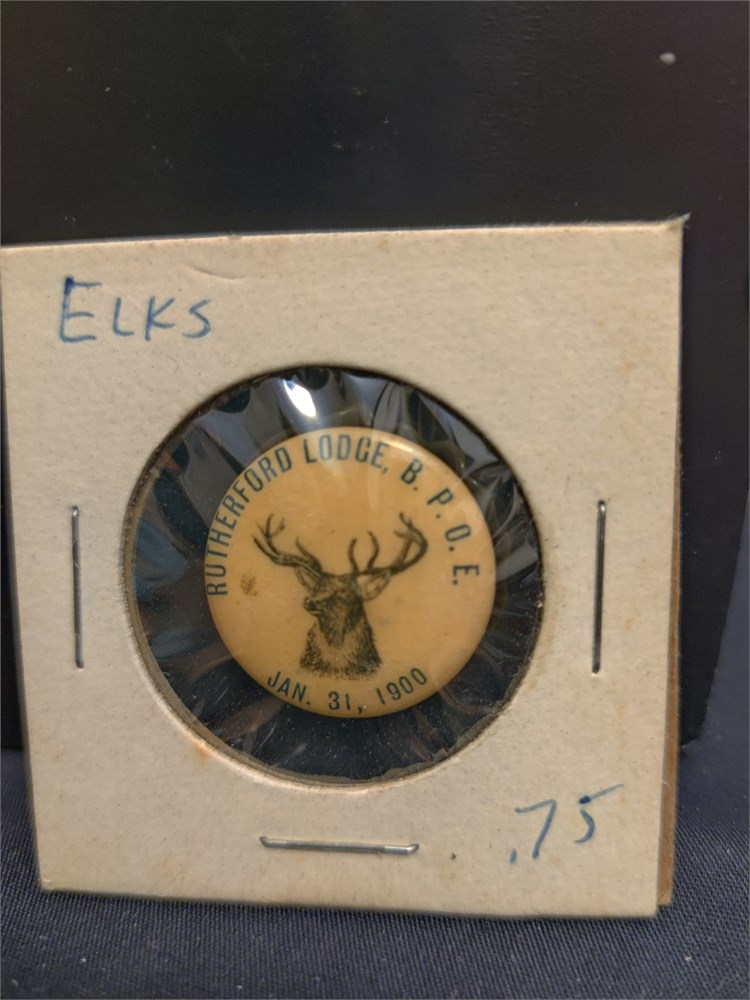 ELKS
RUTHERFORD LODGE, B. P. O. E.
JAN. 31, 1900
.75